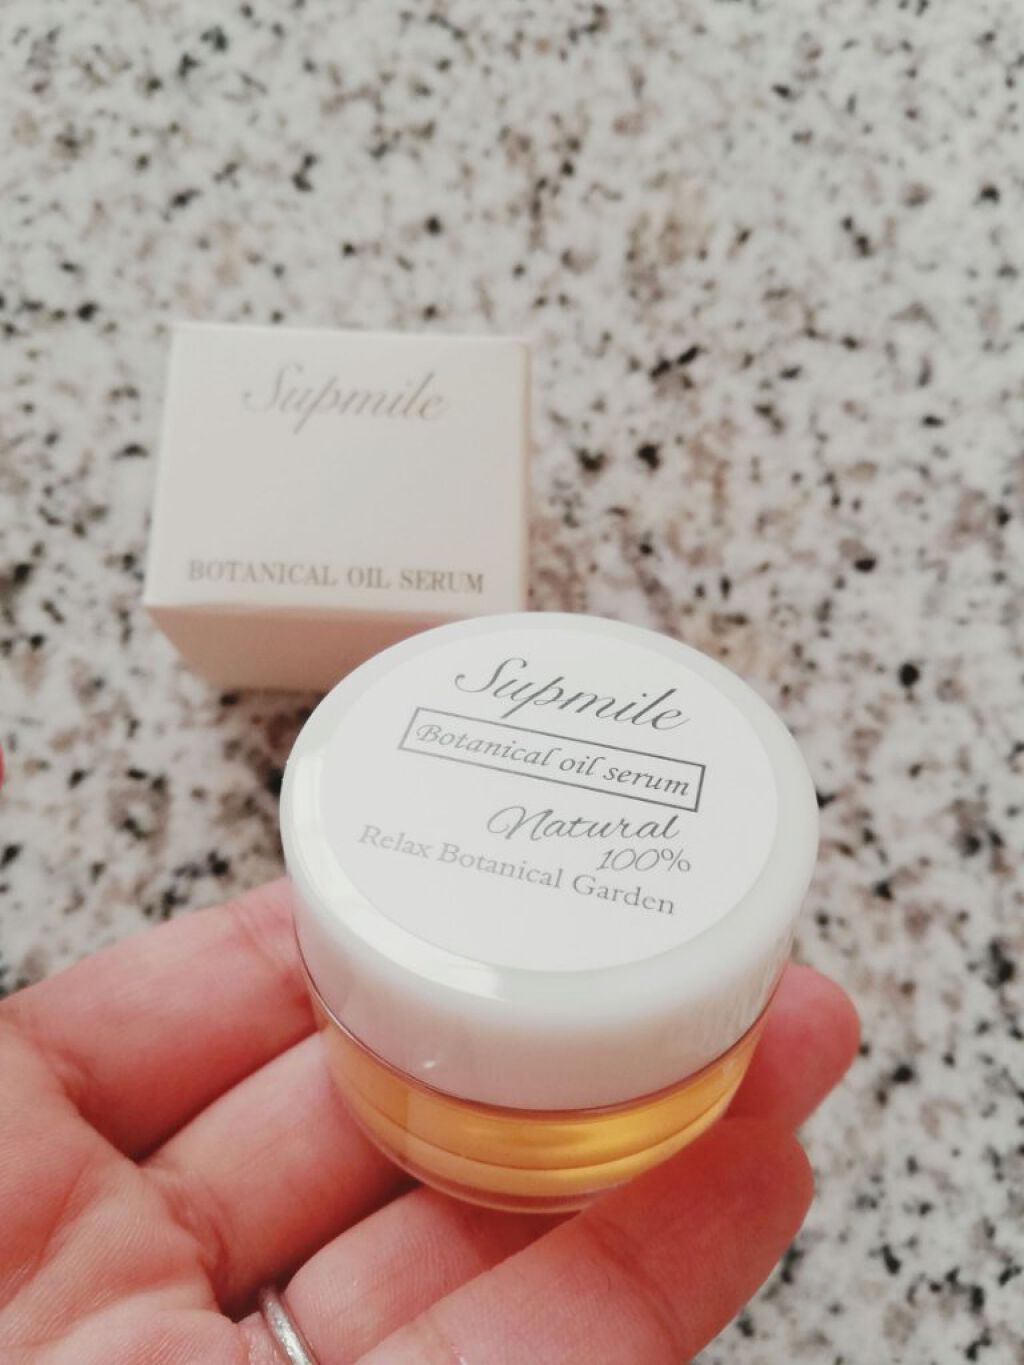 Supmile
BOTANICAL OIL SERUM
Supmile
Botanical oil serum
Natural
100%
Relax Botanical Garden